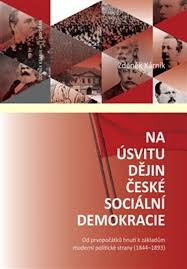 Zdeněk Kárník
NA
ÚSVITU
DĚJIN
ČESKÉ
SOCIÁLNÍ
DEMOKRACIE
Od prvopočátků hnutí k základům
moderní politické strany (1844–1893)